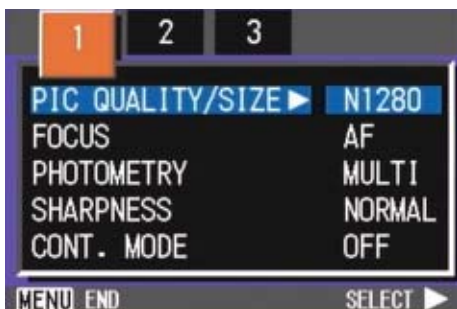 1 2 3
PIC QUALITY/SIZE▶ N1280
FOCUS AF
PHOTOMETRY MULTI
SHARPNESS NORMAL
CONT. MODE OFF
MENU END SELECT ▶